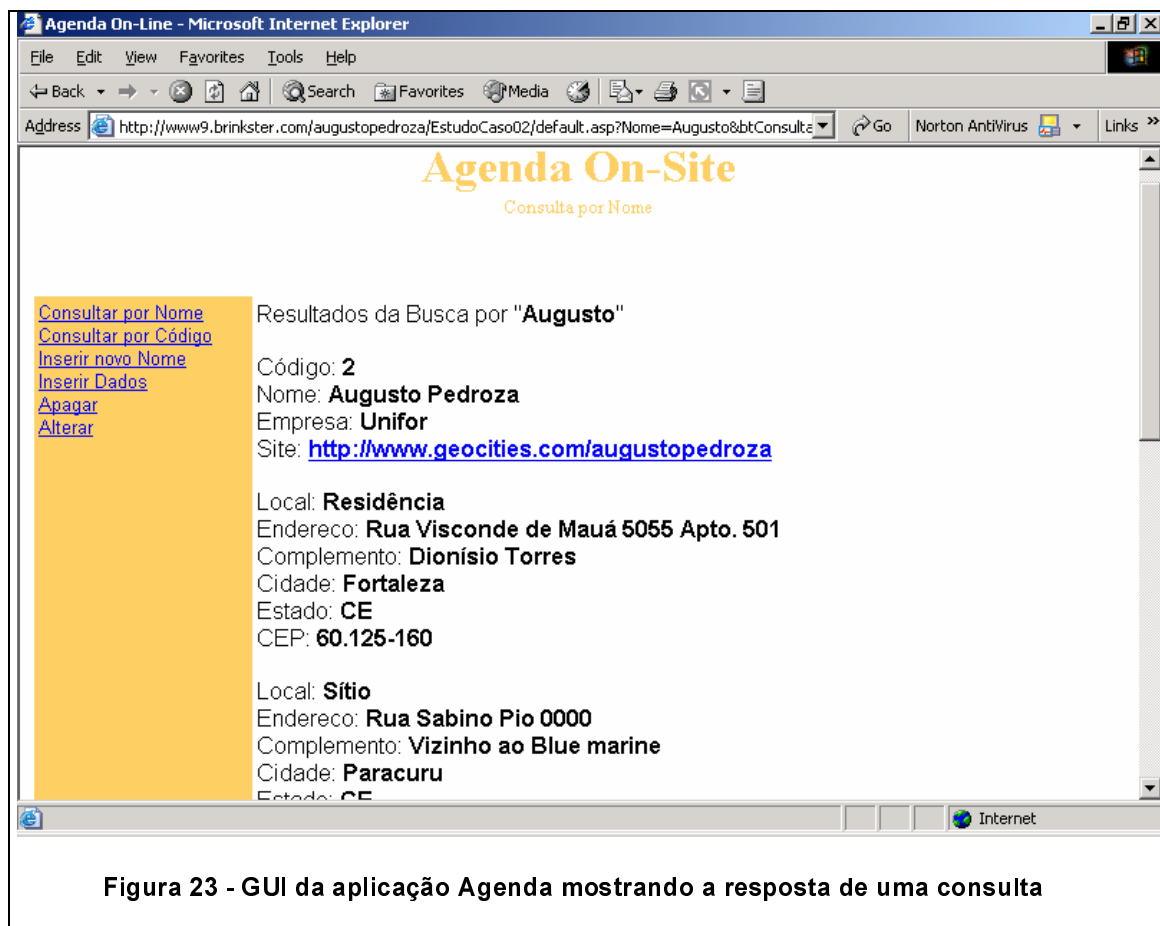 Agenda On-Line - Microsoft Internet Explorer
File Edit View Favorites Tools Help
Back Search Favorites Media
Address http://www9.brinkster.com/augustopedroza/EstudoCaso02/default.asp?Nome=Augusto&btConsulta Go Norton AntiVirus Links »
Agenda On-Site
Consulta por Nome
Consultar por Nome
Consultar por Código
Inserir novo Nome
Inserir Dados
Apagar
Alterar
Resultados da Busca por "Augusto"
Código: 2
Nome: Augusto Pedroza
Empresa: Unifor
Site: http://www.geocities.com/augustopedroza
Local: Residência
Endereco: Rua Visconde de Mauá 5055 Apto. 501
Complemento: Dionísio Torres
Cidade: Fortaleza
Estado: CE
CEP: 60.125-160
Local: Sítio
Endereco: Rua Sabino Pio 0000
Complemento: Vizinho ao Blue marine
Cidade: Paracuru
Estado: CE
Internet
Figura 23 - GUI da aplicação Agenda mostrando a resposta de uma consulta